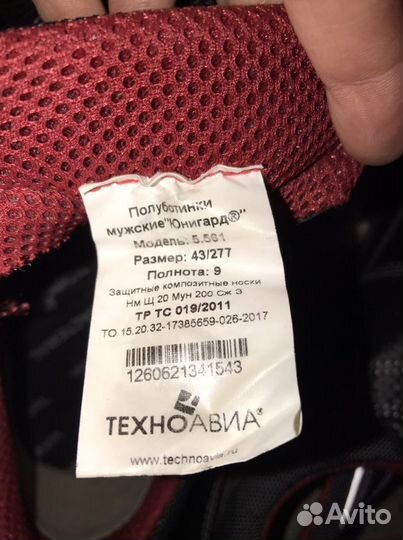 Полуботинки
мужские"Юнигард®"
Модель: 5.561
Размер: 43/277
Полнота: 9
Защитные композитные носки
Нм Щ 20 Мун 200 Сж З
ТР ТС 019/2011
ТО 15.20.32-17385659-026-2017
1260621341543
ТЕХНОАВИА®
www.technoavia.ru
Avito